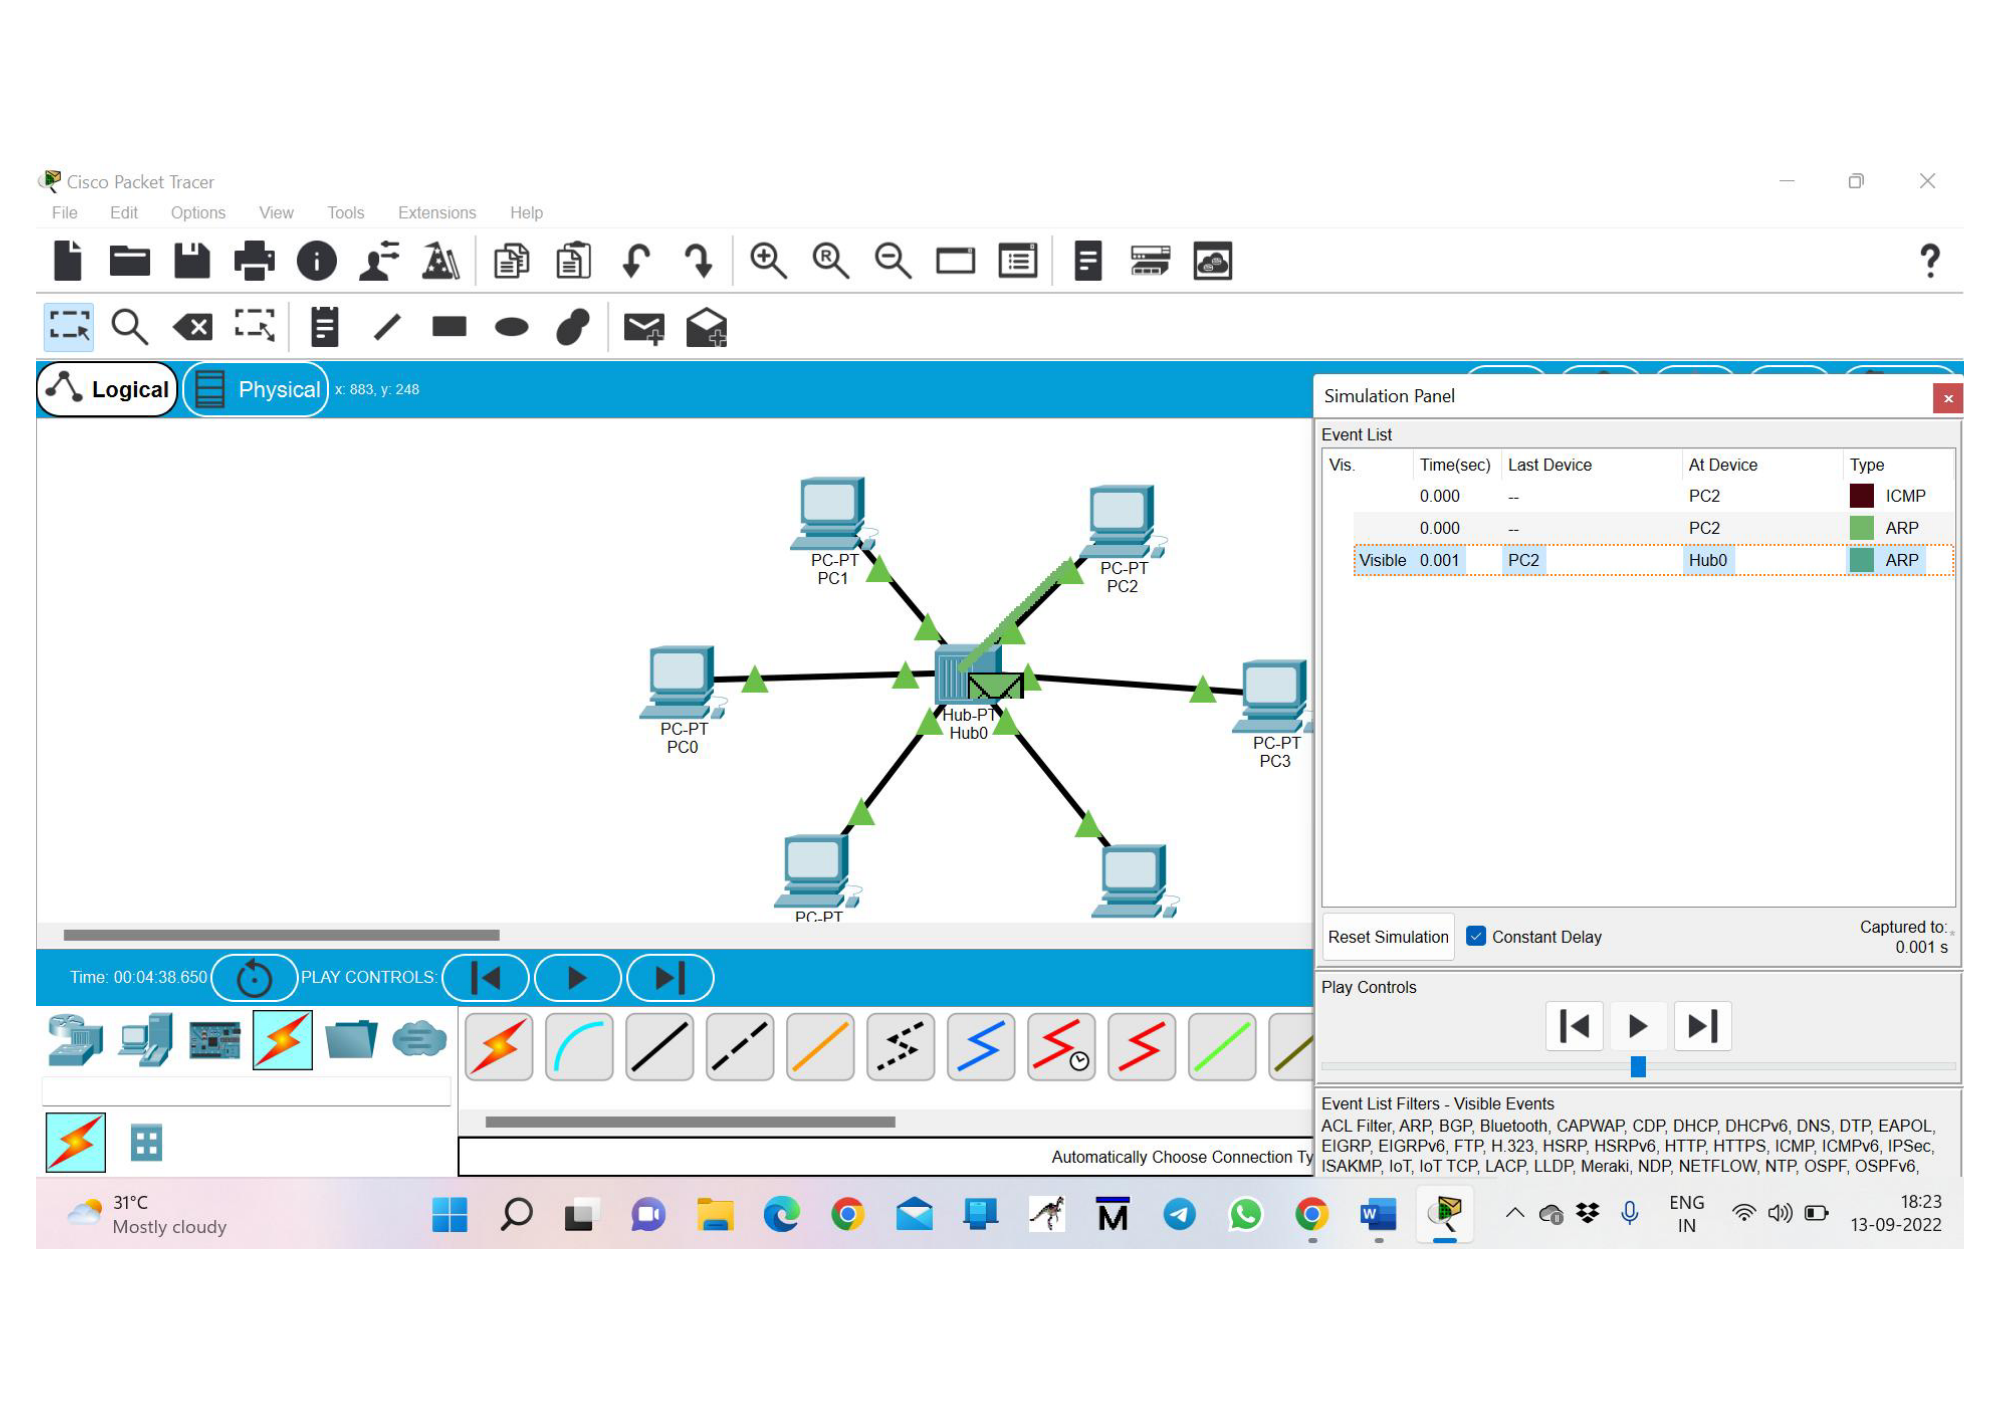 Cisco Packet Tracer
File Edit Options View Tools Extensions Help
Logical Physical x: 883, y: 248
Simulation Panel
Event List
Vis. Time(sec) Last Device At Device Type
0.000 -- PC2 ICMP
0.000 -- PC2 ARP
Visible 0.001 PC2 Hub0 ARP
PC-PT
PC1
PC-PT
PC2
PC-PT
PC0
Hub-PT
Hub0
PC-PT
PC3
PC-PT
Reset Simulation Constant Delay
Captured to:
0.001 s
Time: 00:04:38.650 PLAY CONTROLS:
Play Controls
Event List Filters - Visible Events
ACL Filter, ARP, BGP, Bluetooth, CAPWAP, CDP, DHCP, DHCPv6, DNS, DTP, EAPOL,
EIGRP, EIGRPv6, FTP, H.323, HSRP, HSRPv6, HTTP, HTTPS, ICMP, ICMPv6, IPSec,
ISAKMP, IoT, IoT TCP, LACP, LLDP, Meraki, NDP, NETFLOW, NTP, OSPF, OSPFv6,
Automatically Choose Connection Ty
31°C
Mostly cloudy
ENG
IN
18:23
13-09-2022